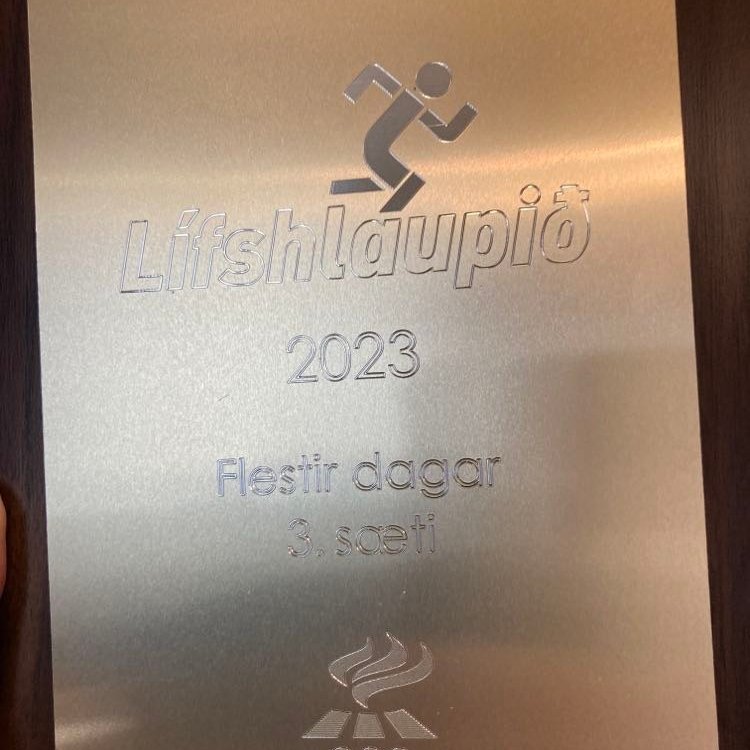 Lífshlaupið
2023
Flestir dagar
3. sæti